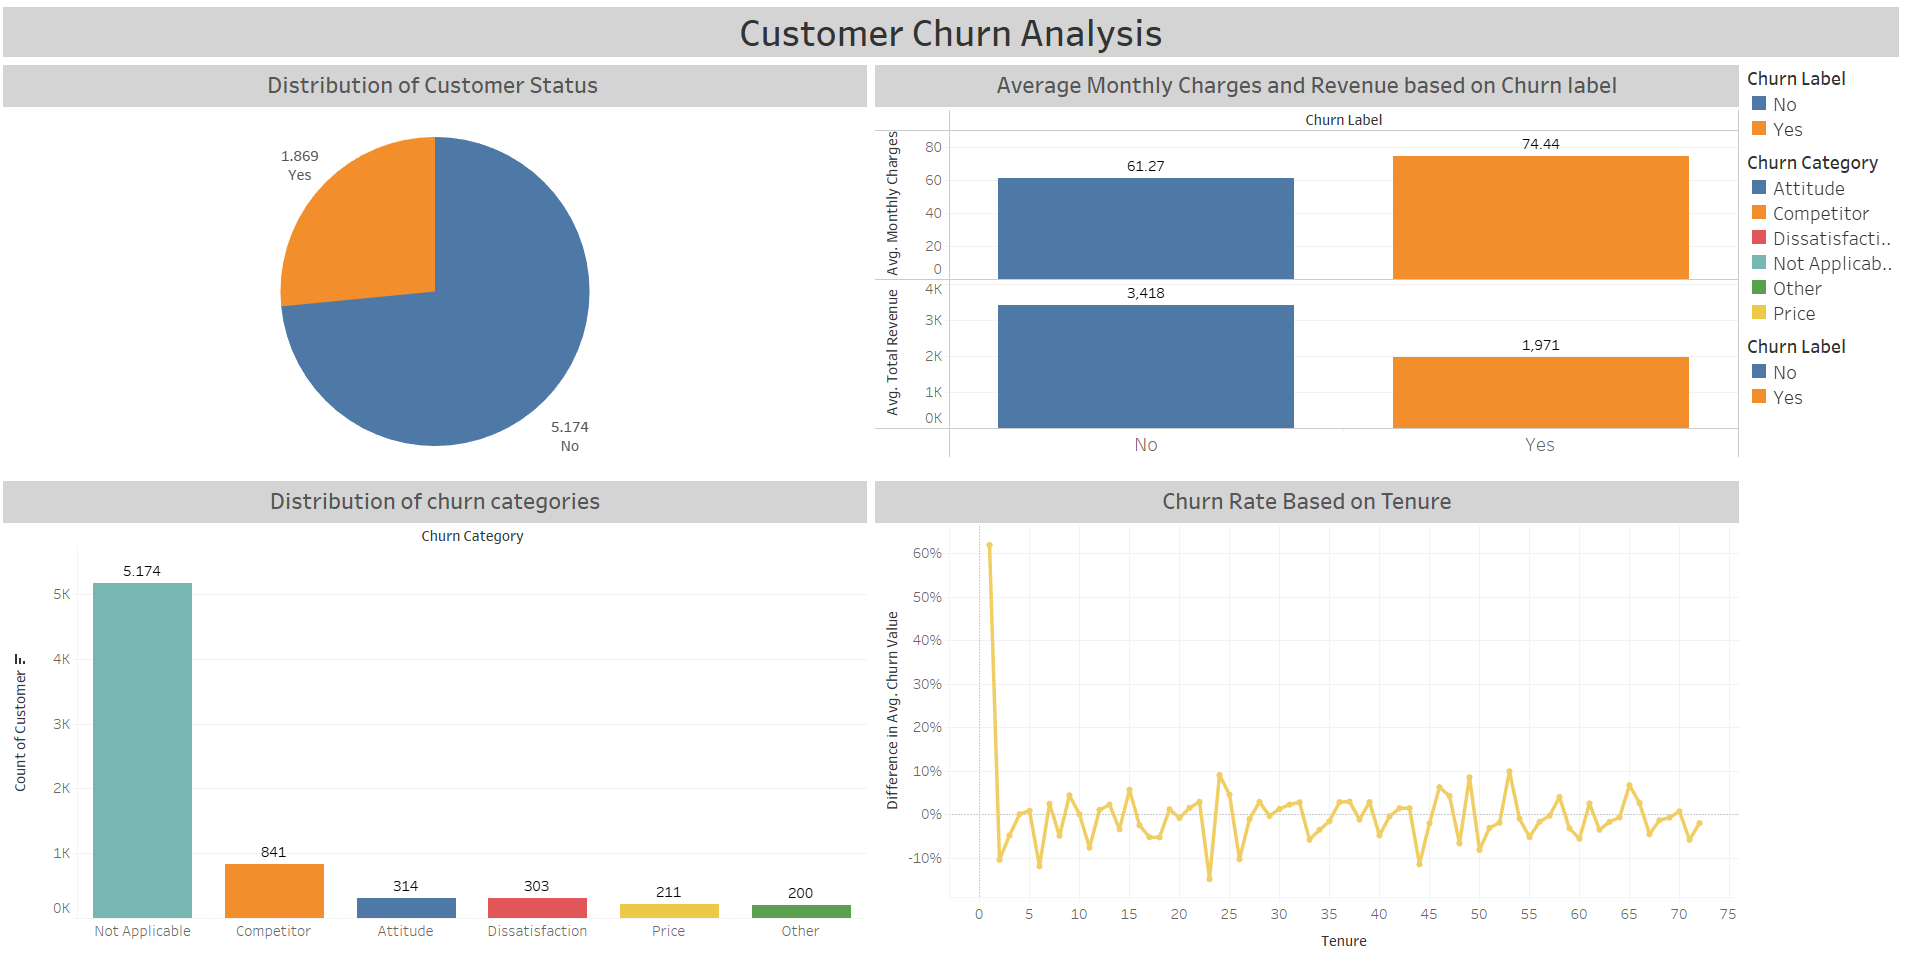 Customer Churn Analysis
Distribution of Customer Status
1.869
Yes
5.174
No
Average Monthly Charges and Revenue based on Churn label
Churn Label
Avg. Monthly Charges
80
60
40
20
0
61.27
74.44
Avg. Total Revenue
4K
3K
2K
1K
0K
3,418
1,971
No
Yes
Churn Label
No
Yes
Churn Category
Attitude
Competitor
Dissatisfacti..
Not Applicab..
Other
Price
Churn Label
No
Yes
Distribution of churn categories
Churn Category
Count of Customer
5K
4K
3K
2K
1K
0K
5.174
841
314
303
211
200
Not Applicable
Competitor
Attitude
Dissatisfaction
Price
Other
Churn Rate Based on Tenure
Difference in Avg. Churn Value
60%
50%
40%
30%
20%
10%
0%
-10%
0
5
10
15
20
25
30
35
40
45
50
55
60
65
70
75
Tenure